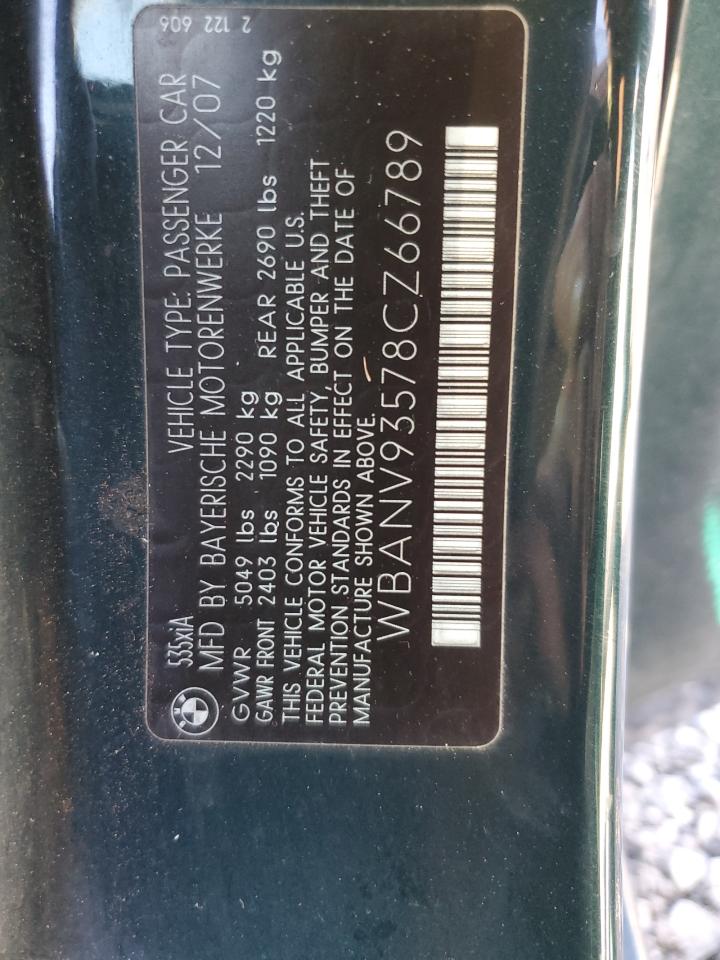 2 122 606
535xiA VEHICLE TYPE: PASSENGER CAR
MFD BY BAYERISCHE MOTORENWERKE 12/07
GVWR 5049 lbs 2290 kg
GAWR FRONT 2403 lbs 1090 kg REAR 2690 lbs 1220 kg
THIS VEHICLE CONFORMS TO ALL APPLICABLE U.S.
FEDERAL MOTOR VEHICLE SAFETY, BUMPER AND THEFT
PREVENTION STANDARDS IN EFFECT ON THE DATE OF
MANUFACTURE SHOWN ABOVE.
WBANV93578CZ66789